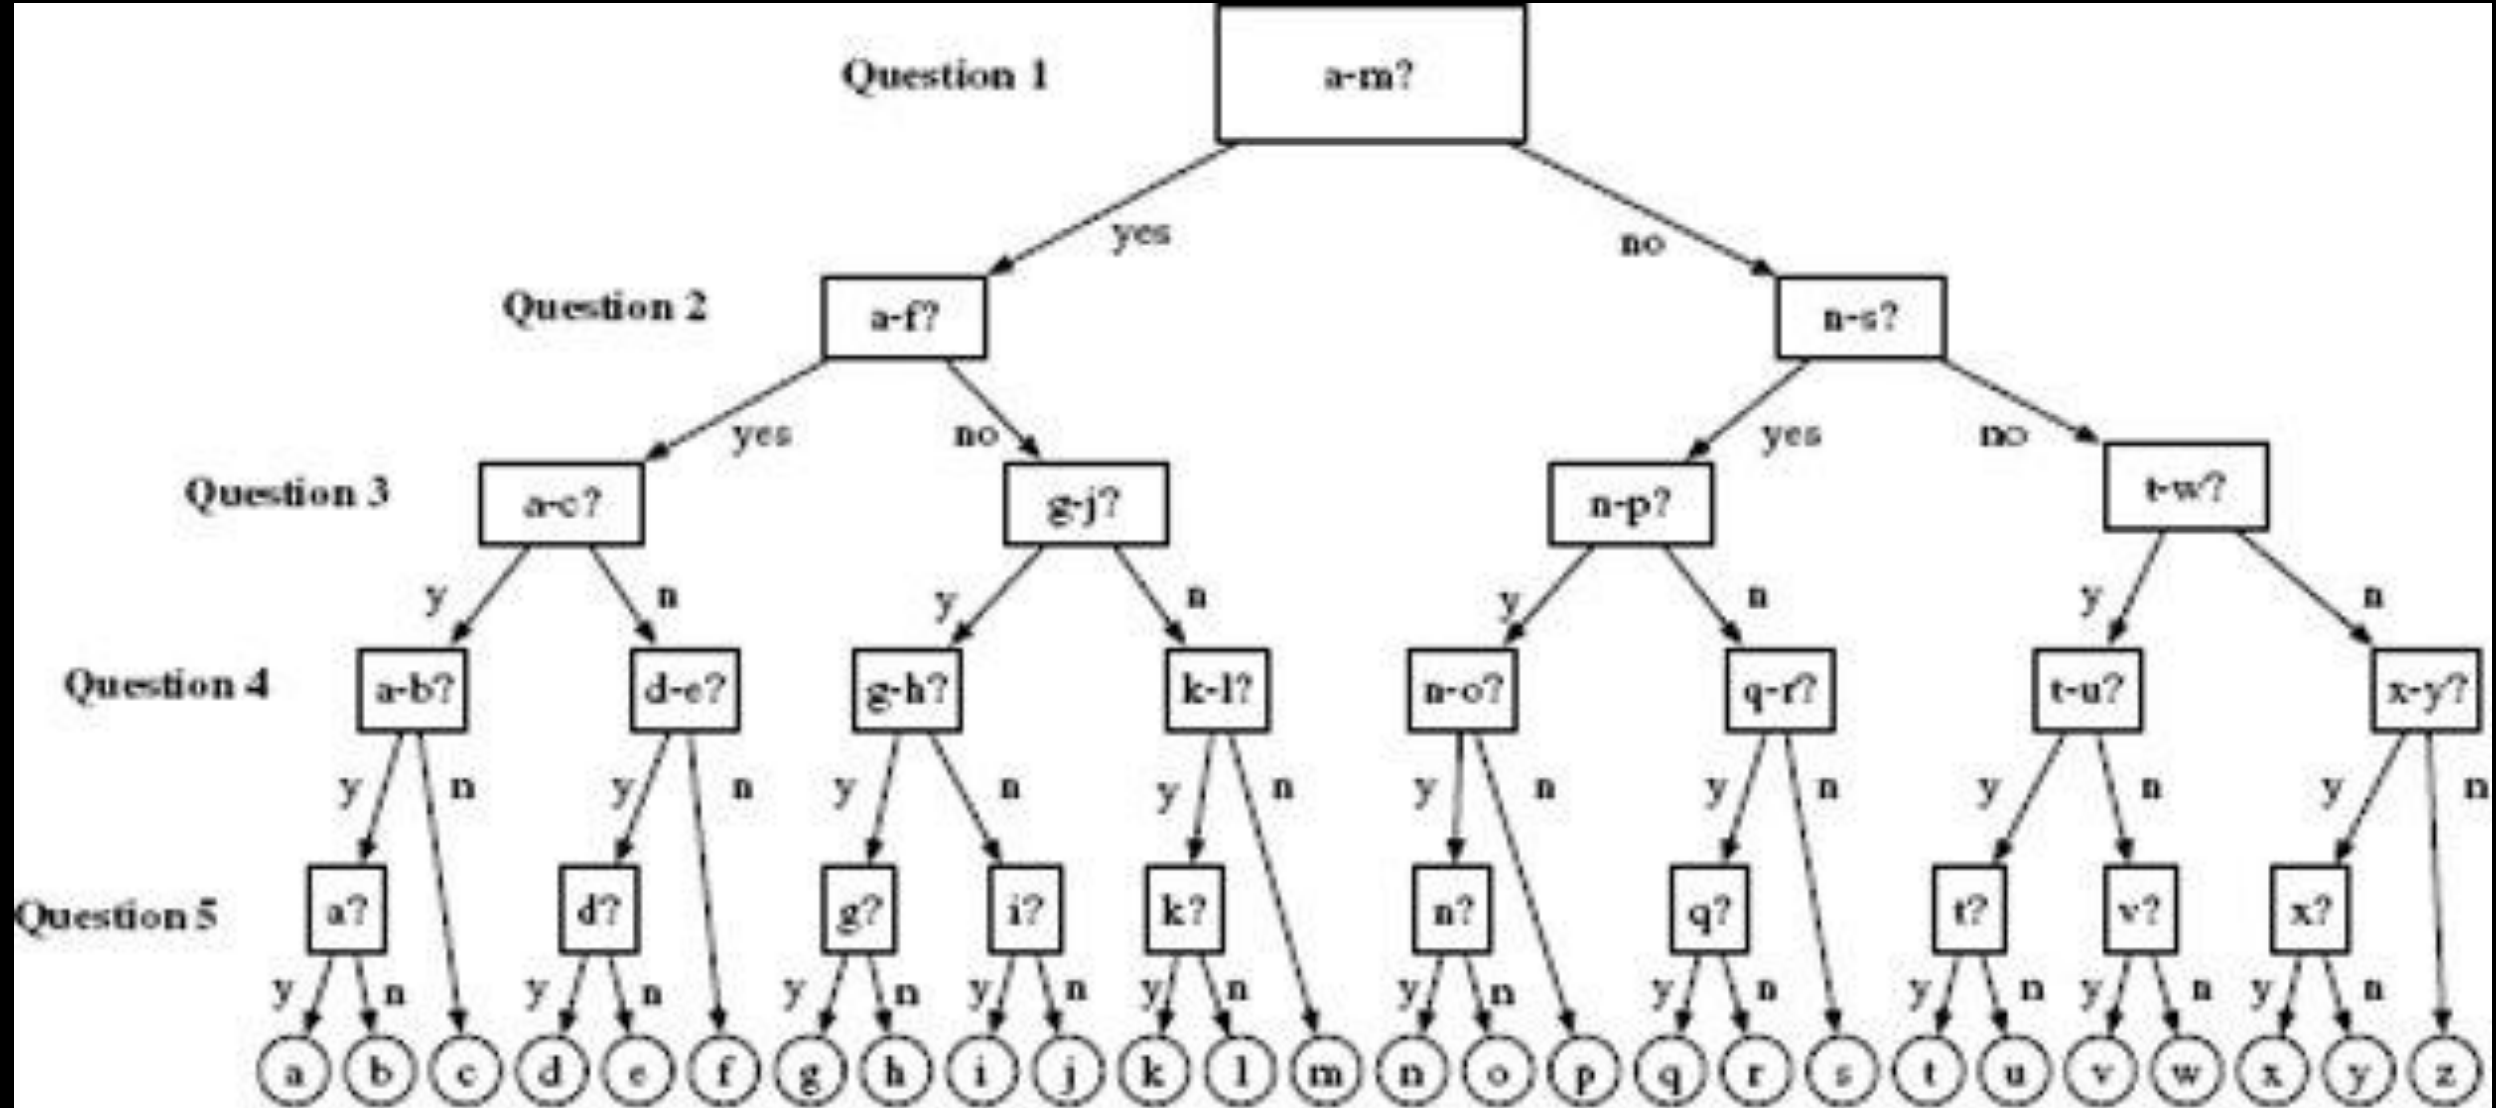 Question 1 a-m?
yes no
Question 2 a-f? n-s?
yes no yes no
Question 3 a-c? g-j? n-p? t-w?
y n y n y n y n
Question 4 a-b? d-e? g-h? k-l? n-o? q-r? t-u? x-y?
y n y n y n y n y n y n y n y n
Question 5 a? d? g? i? k? n? q? t? v? x?
y n y n y n y n y n y n y n y n y n y n
a b c d e f g h i j k l m n o p q r s t u v w x y z